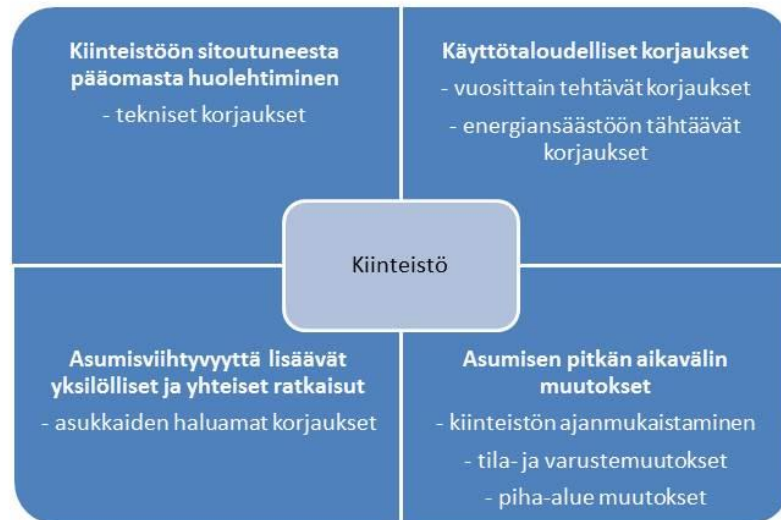 Kiinteistöön sitoutuneesta
pääomasta huolehtiminen
- tekniset korjaukset
Käyttötaloudelliset korjaukset
- vuosittain tehtävät korjaukset
- energiansäästöön tähtäävät
korjaukset
Kiinteistö
Asumisviihtyvyyttä lisäävät
yksilölliset ja yhteiset ratkaisut
- asukkaiden haluamat korjaukset
Asumisen pitkän aikavälin
muutokset
- kiinteistön ajanmukaistaminen
- tila- ja varustemuutokset
- piha-alue muutokset